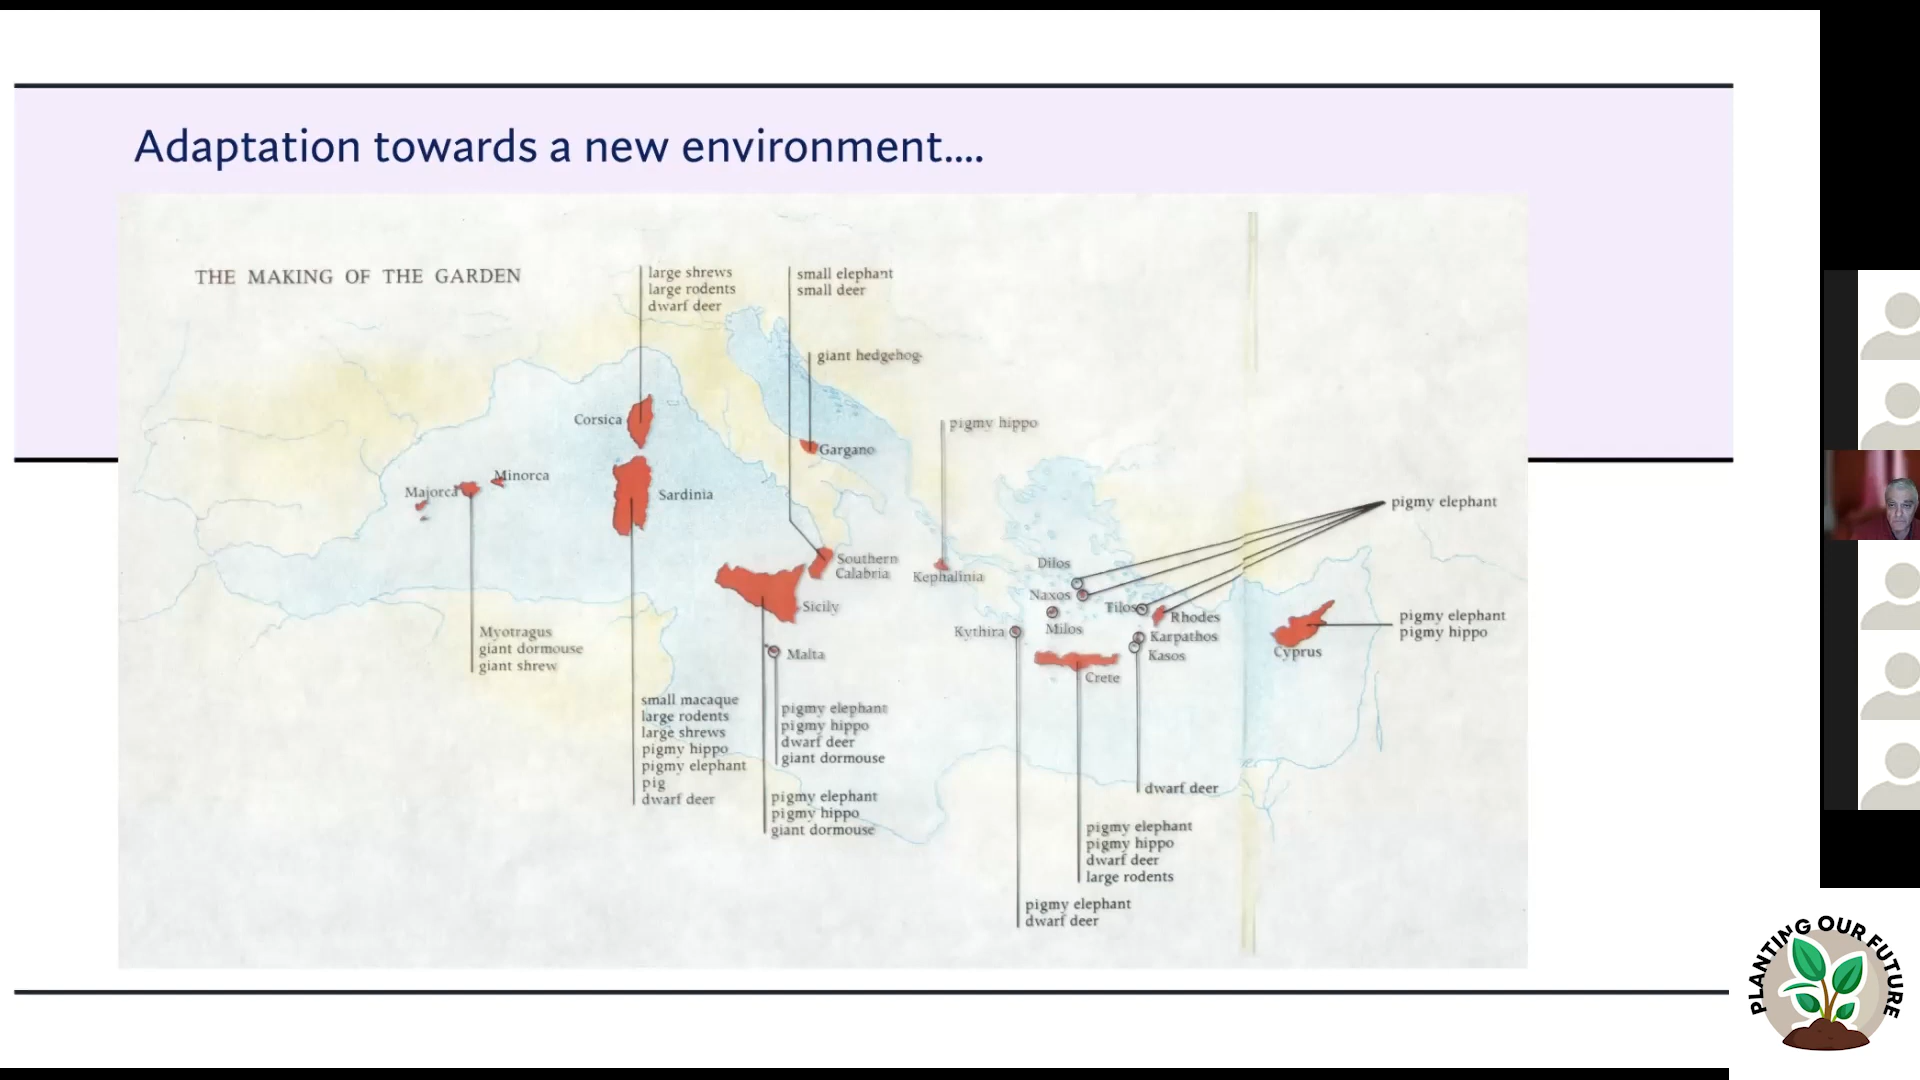 Adaptation towards a new environment....
THE MAKING OF THE GARDEN
large shrews
large rodents
dwarf deer
small elephant
small deer
giant hedgehog
pigmy hippo
Corsica
Gargano
Minorca
Majorca
Sardinia
pigmy elephant
Southern
Calabria
Kephalinia
Dilos
Naxos
Tilos
Milos
Rhodes
Kythira
Karpathos
Kasos
Sicily
Malta
Crete
Cyprus
pigmy elephant
pigmy hippo
Myotragus
giant dormouse
giant shrew
small macaque
large rodents
large shrews
pigmy hippo
pigmy elephant
pig
dwarf deer
pigmy elephant
pigmy hippo
dwarf deer
giant dormouse
pigmy elephant
pigmy hippo
giant dormouse
dwarf deer
pigmy elephant
pigmy hippo
dwarf deer
large rodents
pigmy elephant
dwarf deer
PLANTING OUR FUTURE